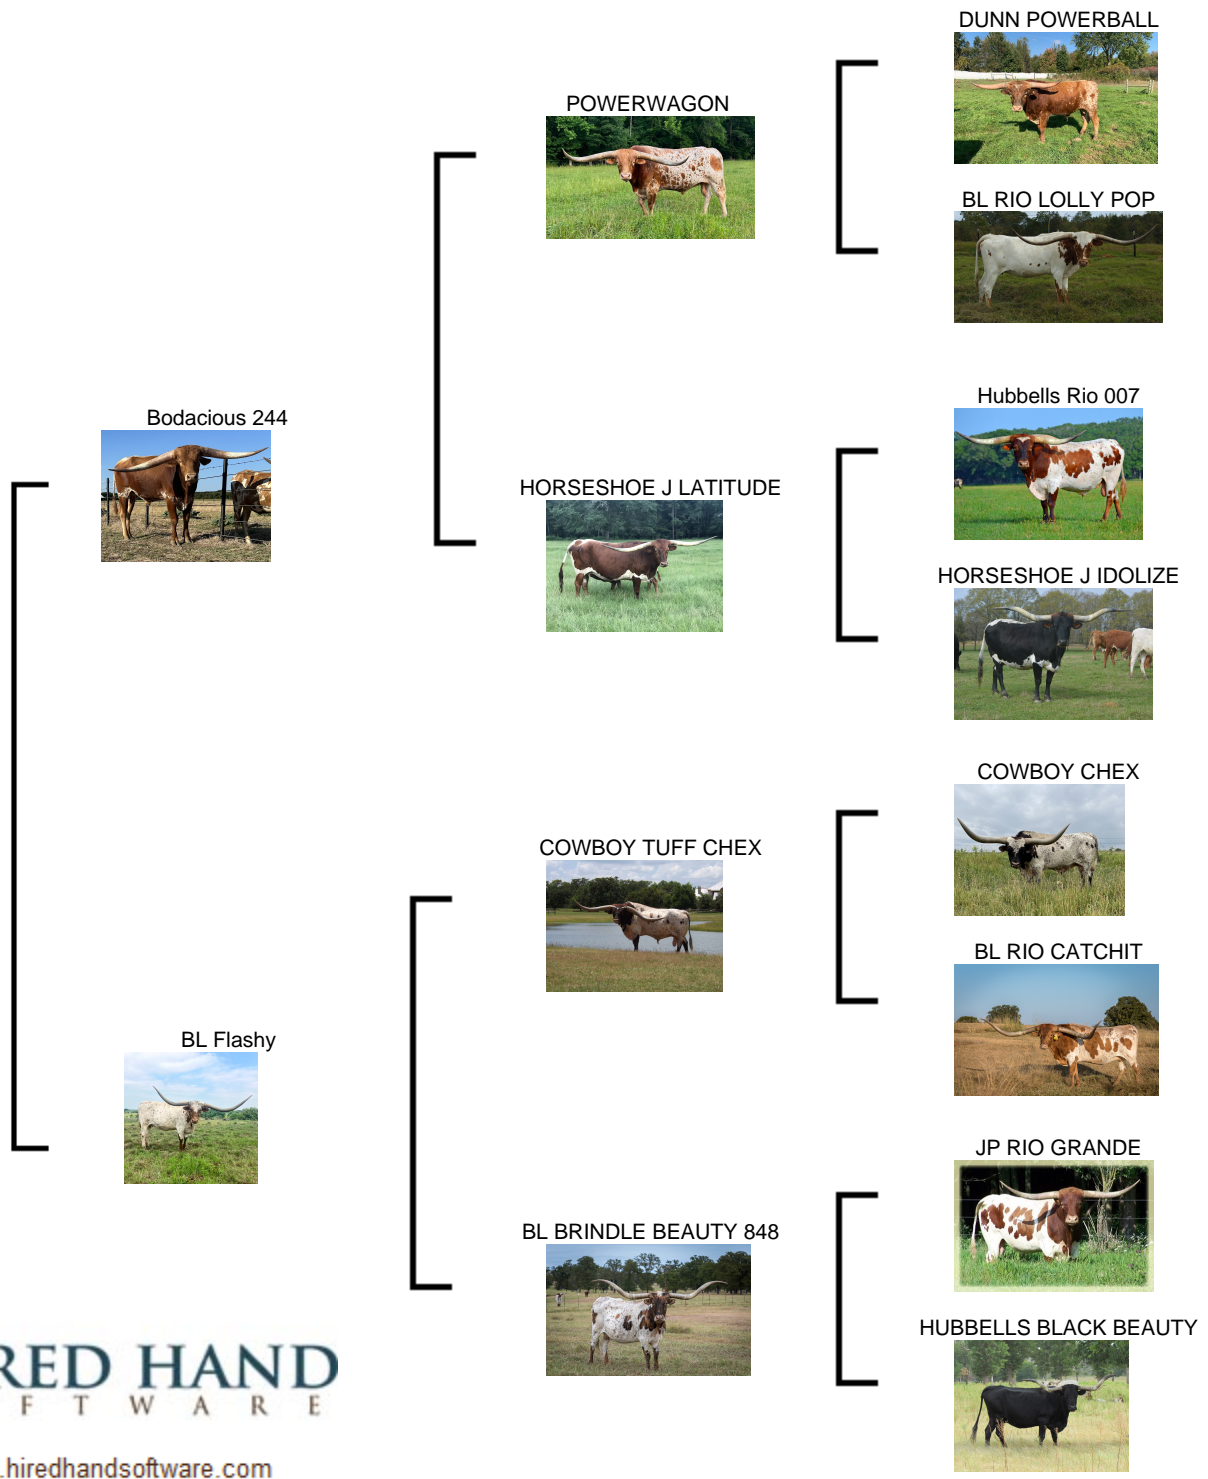 DUNN POWERBALL
POWERWAGON
BL RIO LOLLY POP
Hubbells Rio 007
Bodacious 244
HORSESHOE J LATITUDE
HORSESHOE J IDOLIZE
COWBOY CHEX
COWBOY TUFF CHEX
BL RIO CATCHIT
BL Flashy
JP RIO GRANDE
BL BRINDLE BEAUTY 848
HUBBELLS BLACK BEAUTY
RED HAND
FTWARE
.hiredhandsoftware.com